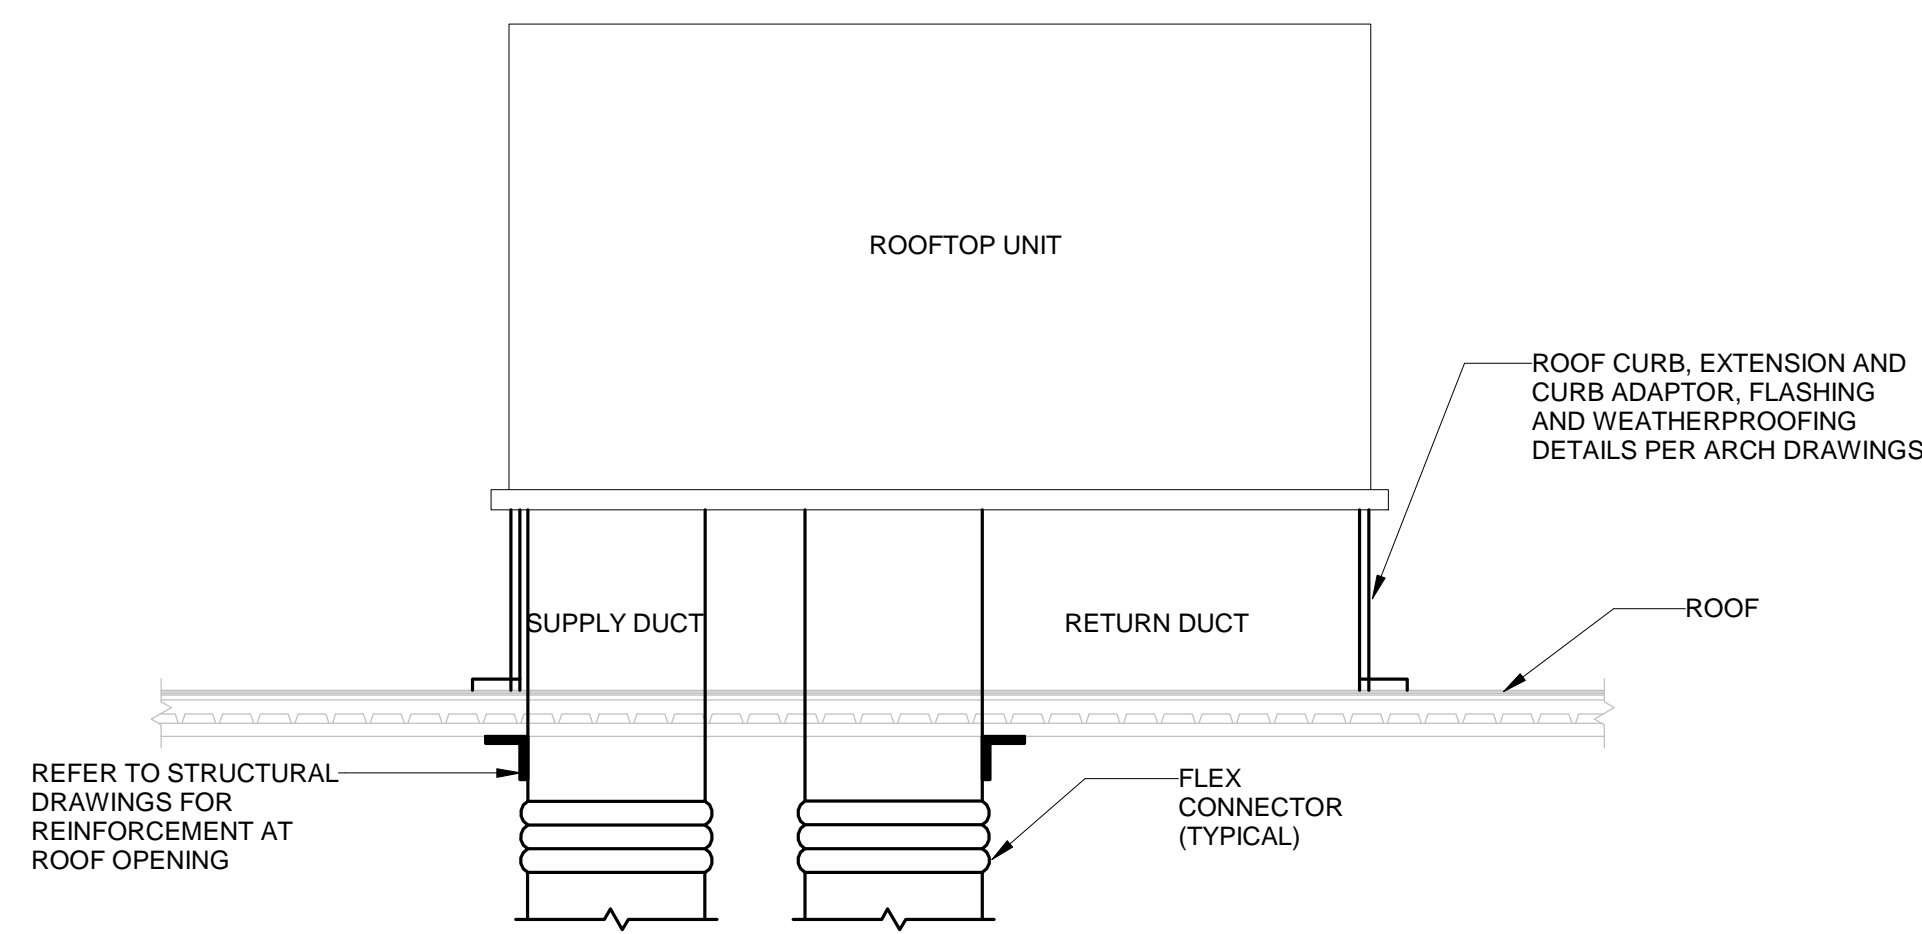 ROOFTOP UNIT
ROOF CURB, EXTENSION AND
CURB ADAPTOR, FLASHING
AND WEATHERPROOFING
DETAILS PER ARCH DRAWINGS
SUPPLY DUCT
RETURN DUCT
ROOF
REFER TO STRUCTURAL
DRAWINGS FOR
REINFORCEMENT AT
ROOF OPENING
FLEX
CONNECTOR
(TYPICAL)